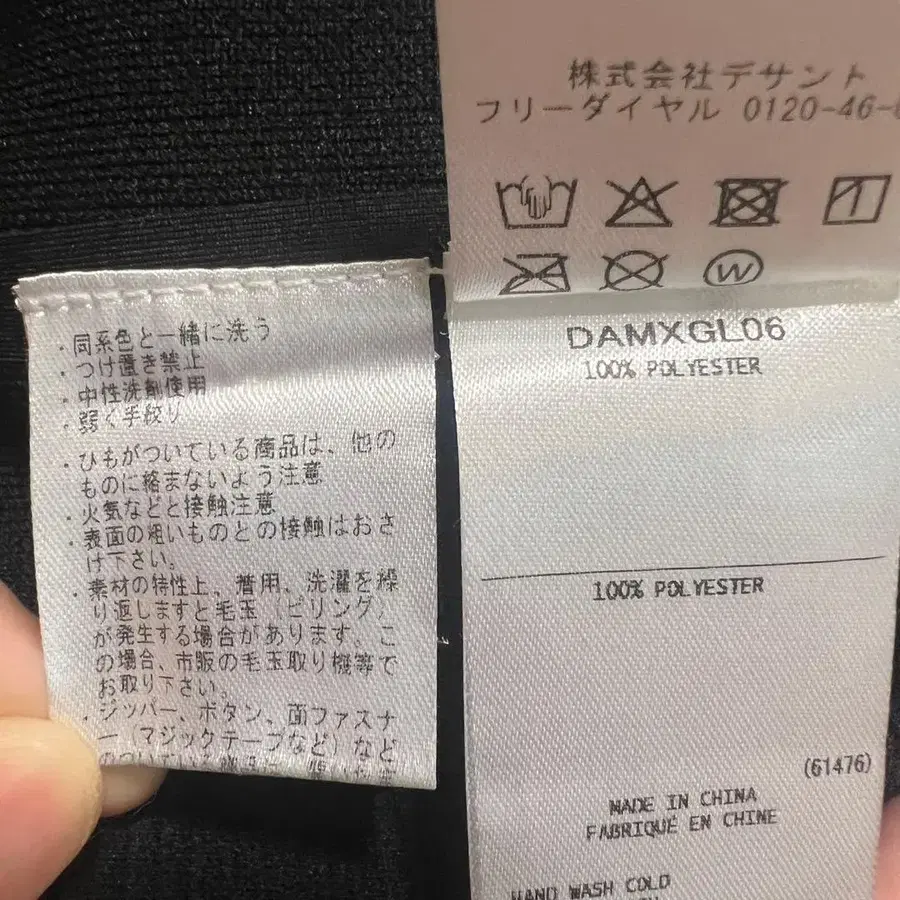 ・同系色と一緒に洗う
・つけ置き禁止
・中性洗剤使用
・弱く手絞り
・ひもがついている商品は、他の
ものに絡まないよう注意
・火気などと接触注意
・表面の粗いものとの接触はおさ
け下さい。
・素材の特性上、着用、洗濯を繰
り返しますと毛玉（ピリング）
が発生する場合があります。こ
の場合、市販の毛玉取り機等で
お取り下さい。
・ジッパー、ボタン、面ファスナ
ー（マジックテープなど）など
株式会社デサント
フリーダイヤル 0120-46-
DAMXGL06
100% POLYESTER
100% POLYESTER
(61476)
MADE IN CHINA
FABRIQUÉ EN CHINE
HAND WASH COLD